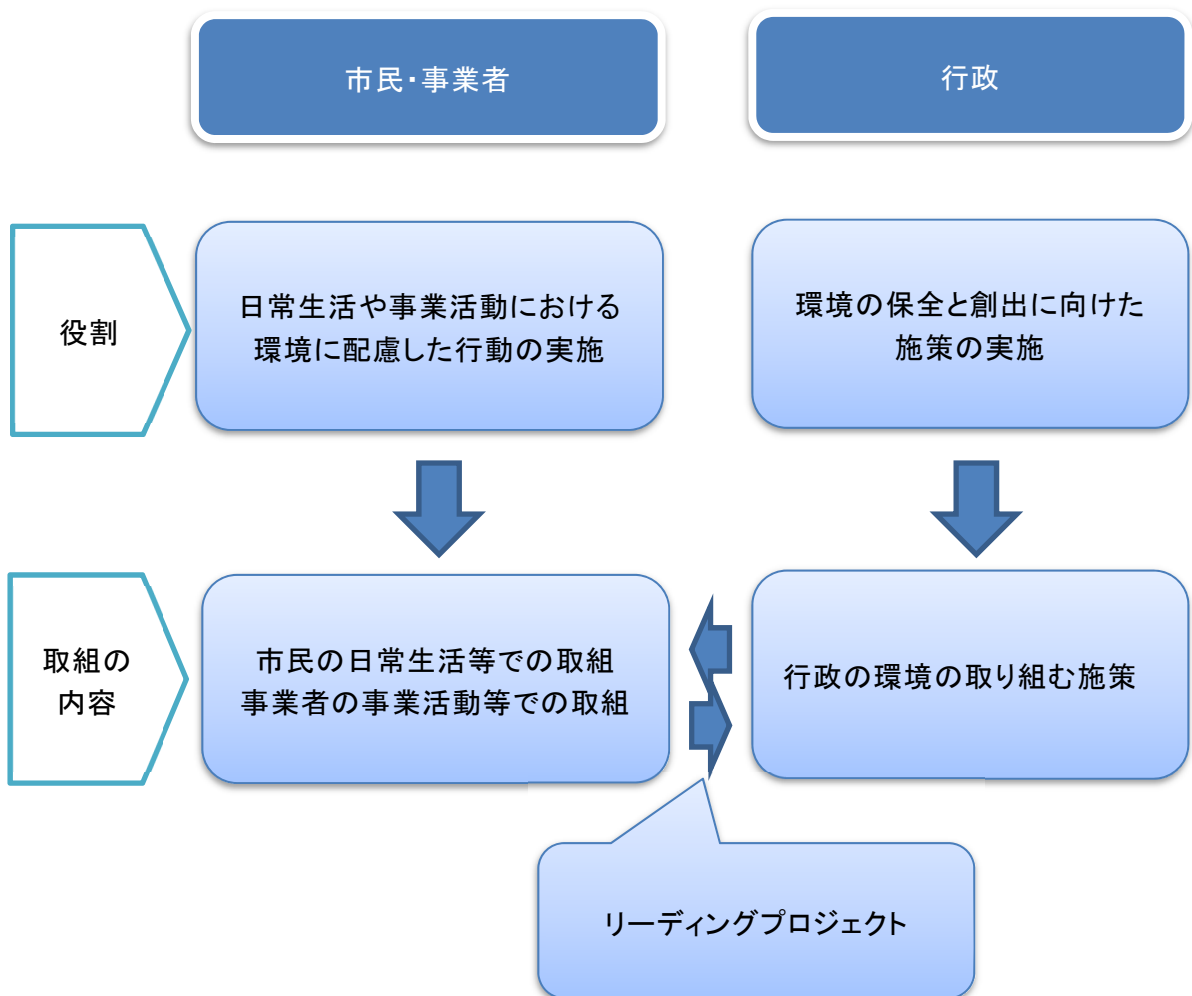 市民・事業者
行政
役割
日常生活や事業活動における
環境に配慮した行動の実施
環境の保全と創出に向けた
施策の実施
取組の
内容
市民の日常生活等での取組
事業者の事業活動等での取組
行政の環境の取り組む施策
リーディングプロジェクト